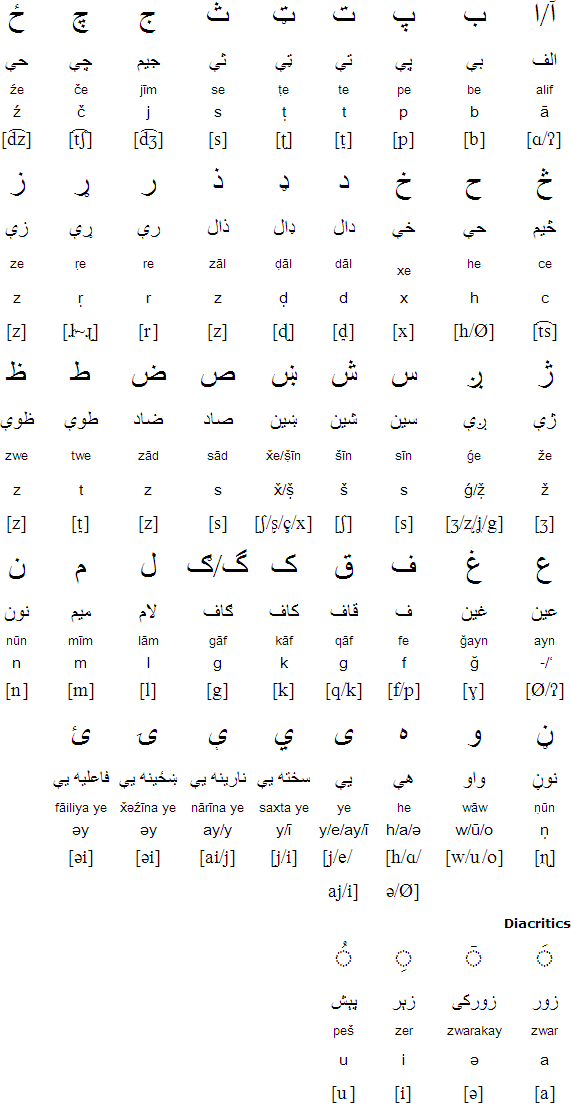 آ/ا ب پ ت ټ ث ج چ ځ
الف بې پې تې ټې ثې جيم چې حې
alif be pe te ṭe se jīm če źe
ā b p t ṭ s j č ź
[ɑ/ʔ] [b] [p] [t̪] [ʈ] [s] [d͡ʒ] [t͡ʃ] [d͡z]
څ ح خ د ډ ذ ر ړ ز
څيم حې خې دال ډال ذال رې ړې زې
ce he xe dāl ḍāl zāl re ṛe ze
c h x d ḍ z r ṛ z
[t͡s] [h/Ø] [x] [d̪] [ɖ] [z] [r] [ɺ~ɻ] [z]
ژ ږ س ش ښ ص ض ط ظ
ژې ږې سين شين ښين صاد ضاد طوې ظوې
že ǵe sīn šīn x̌e/ṣ̌īn sād zād twe zwe
ž ǵ/ẓ̌ s š x̌/ṣ̌ s z t z
[ʒ] [ʒ/ʐ/ʝ/g] [s] [ʃ] [ʃ/ʂ/ç/x] [s] [z] [t̪] [z]
ع غ ف ق ک گ/ګ ل م ن
عين غين ف قاف کاف ګاف لام ميم نون
ayn ğayn fe qāf kāf gāf lām mīm nūn
-/‘ ğ f g k g l m n
[Ø/ʔ] [ɣ] [f/p] [q/k] [k] [g] [l] [m] [n]
ڼ و ه ى ي ې ۍ ئ
نوڼ واو هې يې سخته يې نارينه يې ښځينه يې فاعليه يې
ṇūn wāw he ye saxta ye nārīna ye x̌əźīna ye fāiliya ye
ṇ w/ū/o h/a/ə y/e/ay/ī y/ī ay/y əy əy
[ɳ] [w/u/o] [h/ɑ/ [j/e/ [j/i] [ai/j] [əi] [əi]
ə/Ø] aj/i]
Diacritics
◌َ ◌ٙ ◌ِ ◌ُ
زور زورکی زېر پېش
zwar zwarakay zer peš
a ə i u
[a] [ə] [i] [u]